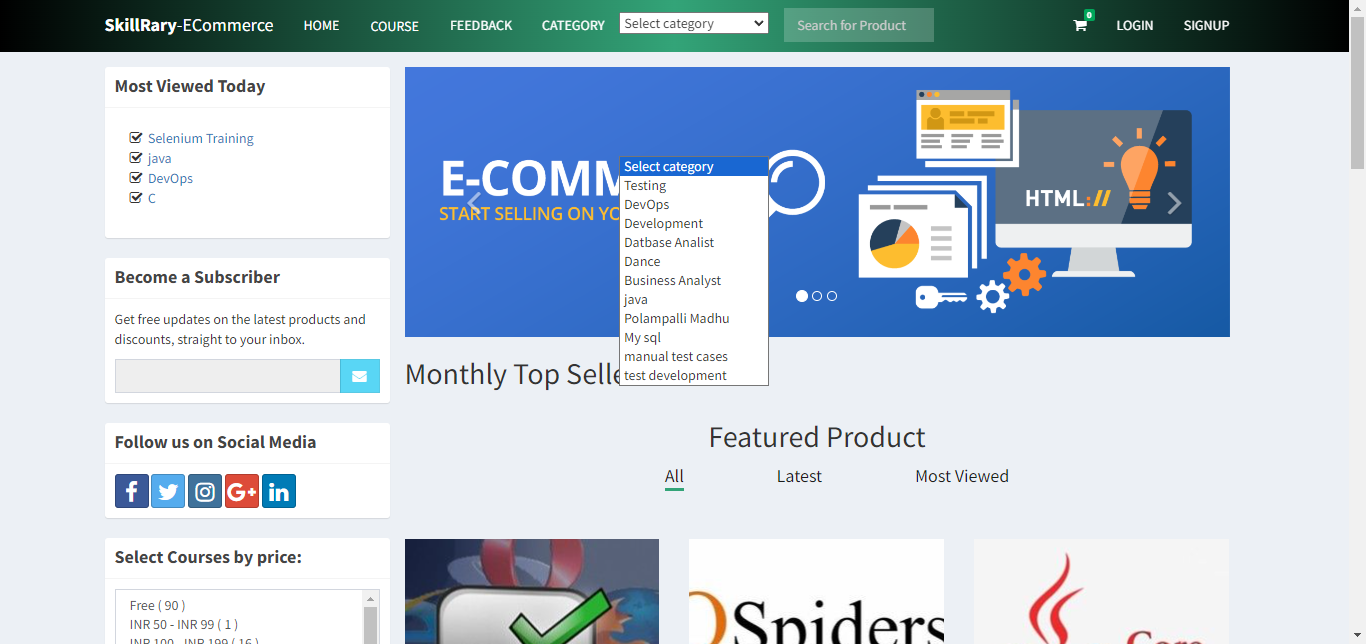 SkillRary-ECommerce HOME COURSE FEEDBACK CATEGORY Select category Search for Product 0 LOGIN SIGNUP
Most Viewed Today
Selenium Training
java
DevOps
C
Become a Subscriber
Get free updates on the latest products and
discounts, straight to your inbox.
Follow us on Social Media
f in G+
Select Courses by price:
Free ( 90 )
INR 50 - INR 99 ( 1 )
INR 100 - INR 199 ( 16 )
E-COMM
START SELLING ON YO
HTML://
Select category
Testing
DevOps
Development
Datbase Analist
Dance
Business Analyst
java
Polampalli Madhu
My sql
manual test cases
test development
Monthly Top Selle
Featured Product
All Latest Most Viewed
Spiders
Core